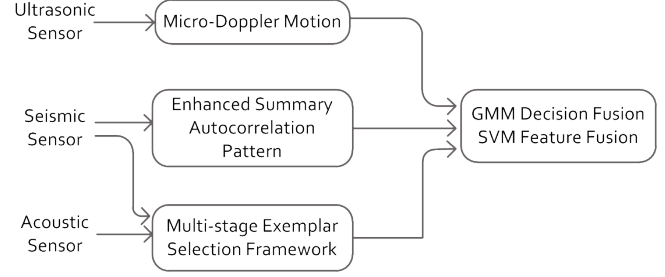 Ultrasonic
Sensor
Micro-Doppler Motion
Seismic
Sensor
Enhanced Summary
Autocorrelation
Pattern
GMM Decision Fusion
SVM Feature Fusion
Acoustic
Sensor
Multi-stage Exemplar
Selection Framework